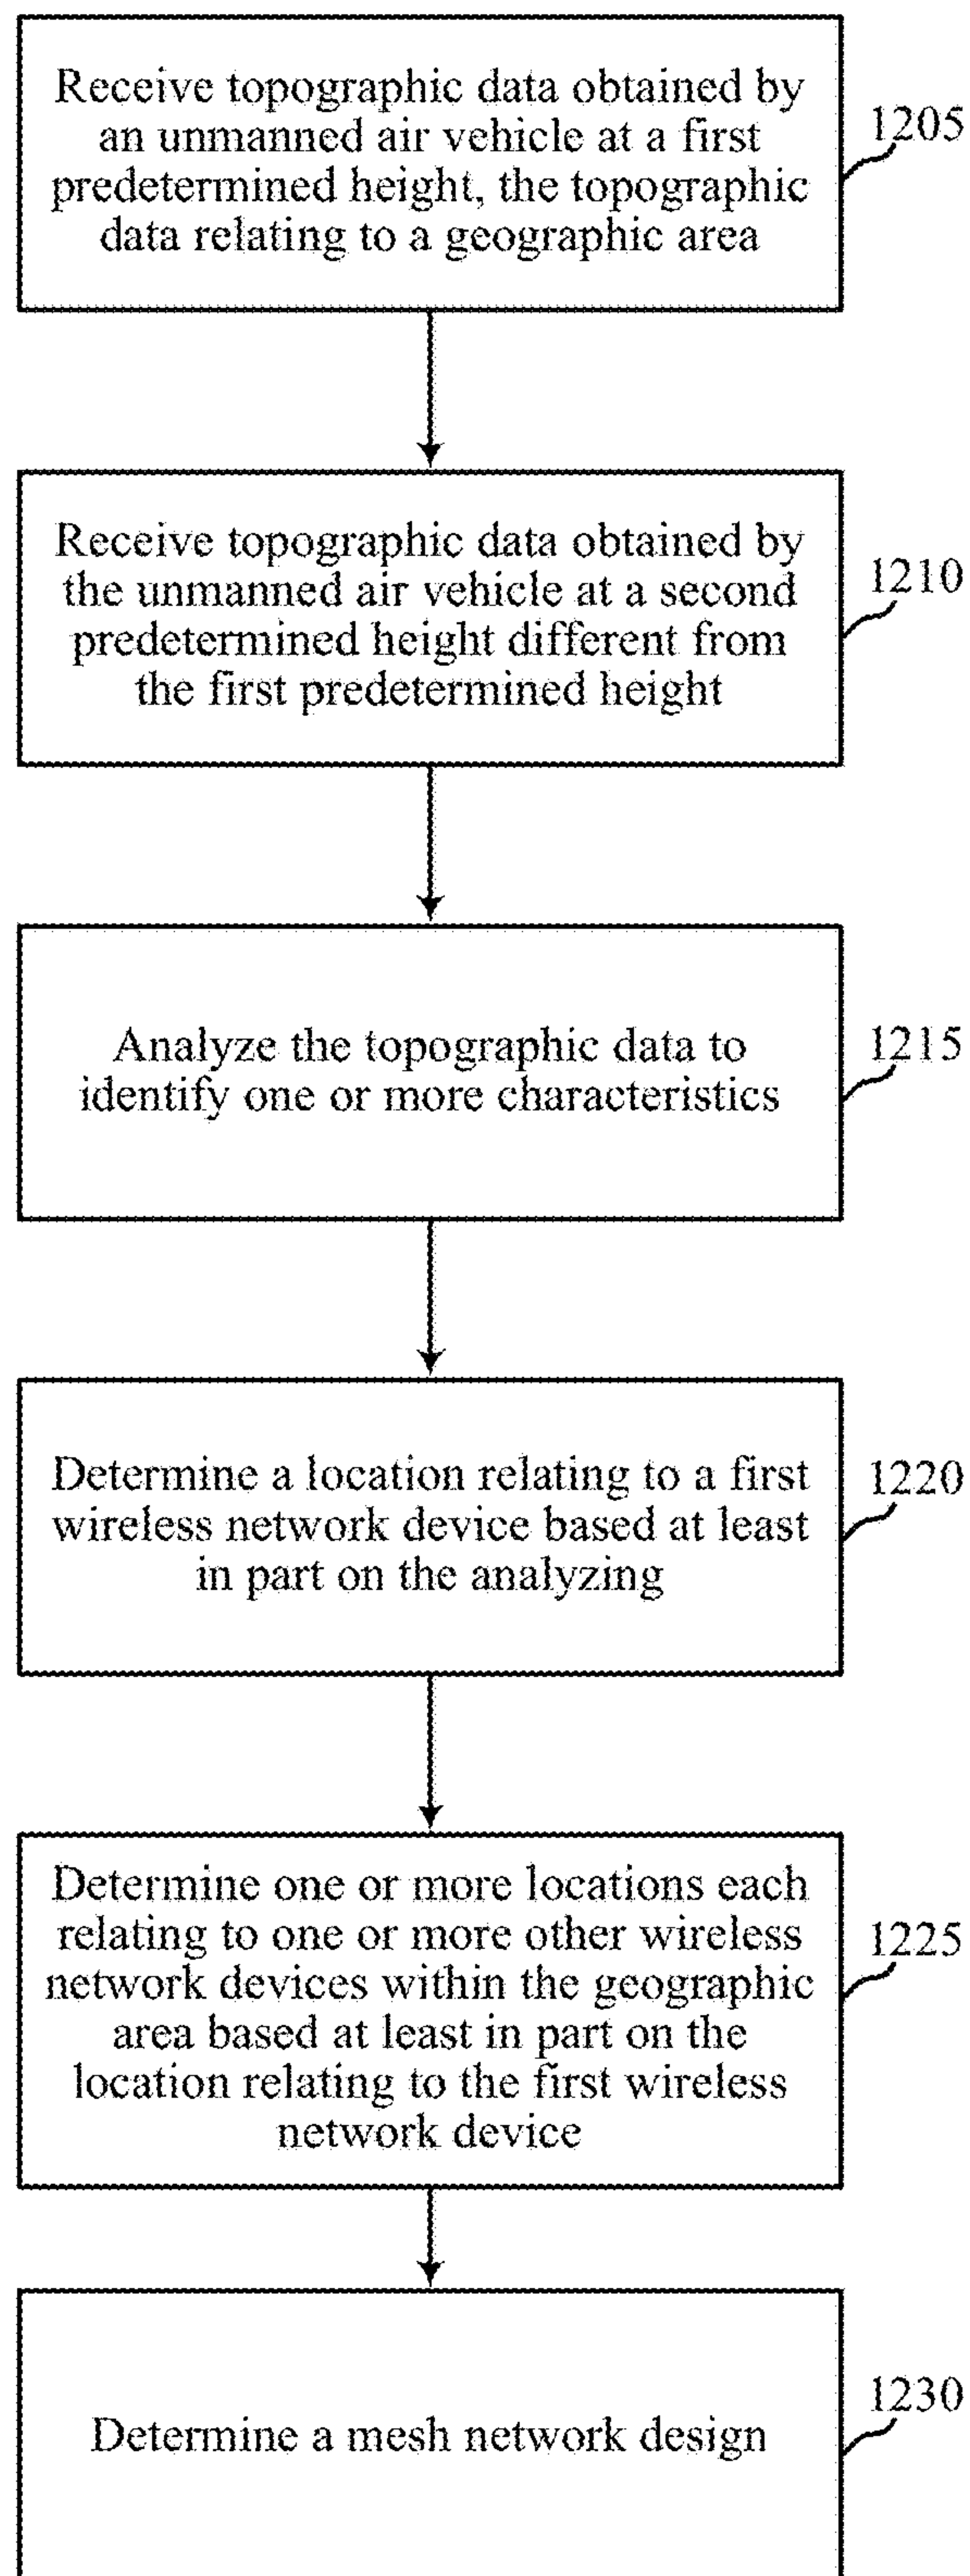 Receive topographic data obtained by
an unmanned air vehicle at a first
predetermined height, the topographic
data relating to a geographic area
1205
Receive topographic data obtained by
the unmanned air vehicle at a second
predetermined height different from
the first predetermined height
1210
Analyze the topographic data to
identify one or more characteristics
1215
Determine a location relating to a first
wireless network device based at least
in part on the analyzing
1220
Determine one or more locations each
relating to one or more other wireless
network devices within the geographic
area based at least in part on the
location relating to the first wireless
network device
1225
Determine a mesh network design
1230